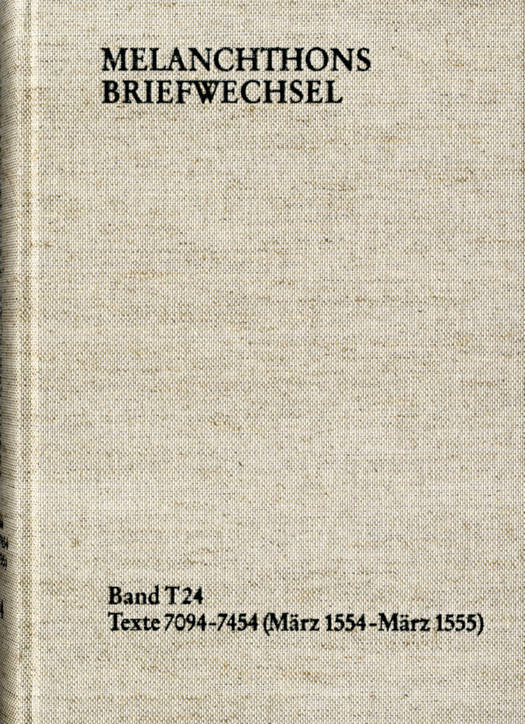 MELANCHTHONS
BRIEFWECHSEL
Band T 24
Texte 7094-7454 (März 1554-März 1555)